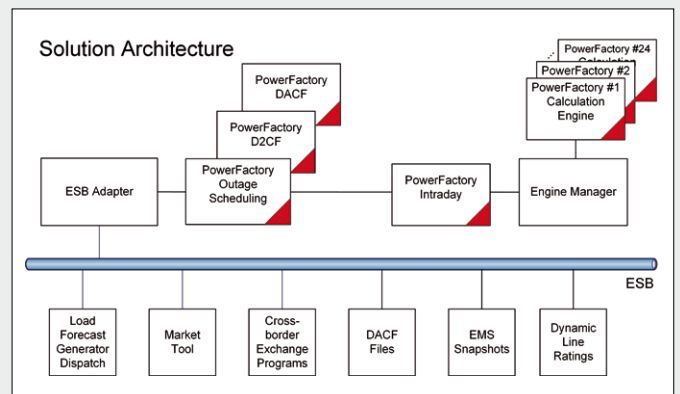 Solution Architecture
PowerFactory
DACF
PowerFactory
D2CF
PowerFactory
Outage
Scheduling
ESB Adapter
PowerFactory
Intraday
PowerFactory #24
Calculation
PowerFactory #2
PowerFactory #1
Calculation
Engine
Engine Manager
ESB
Load
Forecast
Generator
Dispatch
Market
Tool
Cross-
border
Exchange
Programs
DACF
Files
EMS
Snapshots
Dynamic
Line
Ratings